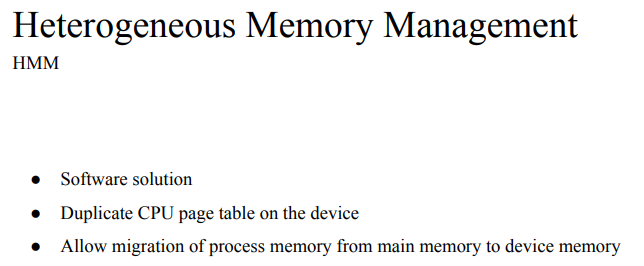 Heterogeneous Memory Management
HMM
● Software solution
● Duplicate CPU page table on the device
● Allow migration of process memory from main memory to device memory